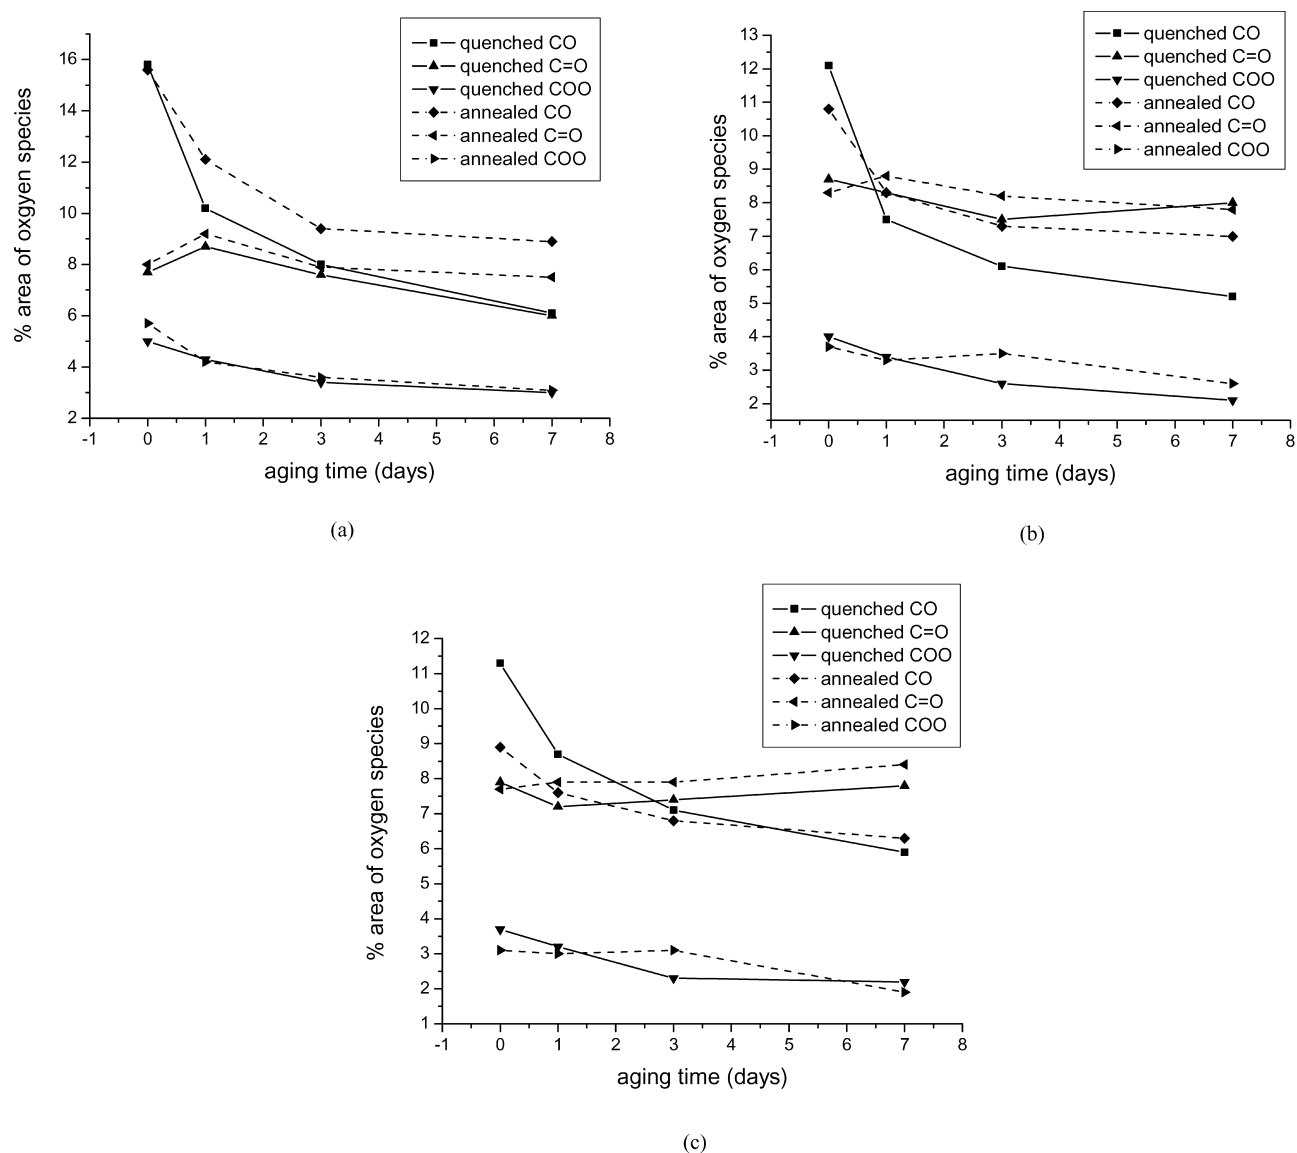 quenched CO
quenched C=O
quenched COO
annealed CO
annealed C=O
annealed COO
% area of oxgyen species
16
14
12
10
8
6
4
2
-1 0 1 2 3 4 5 6 7 8
aging time (days)
(a)
quenched CO
quenched C=O
quenched COO
annealed CO
annealed C=O
annealed COO
% area of oxygen species
13
12
11
10
9
8
7
6
5
4
3
2
-1 0 1 2 3 4 5 6 7 8
aging time (days)
(b)
quenched CO
quenched C=O
quenched COO
annealed CO
annealed C=O
annealed COO
% area of oxygen species
12
11
10
9
8
7
6
5
4
3
2
1
-1 0 1 2 3 4 5 6 7 8
aging time (days)
(c)